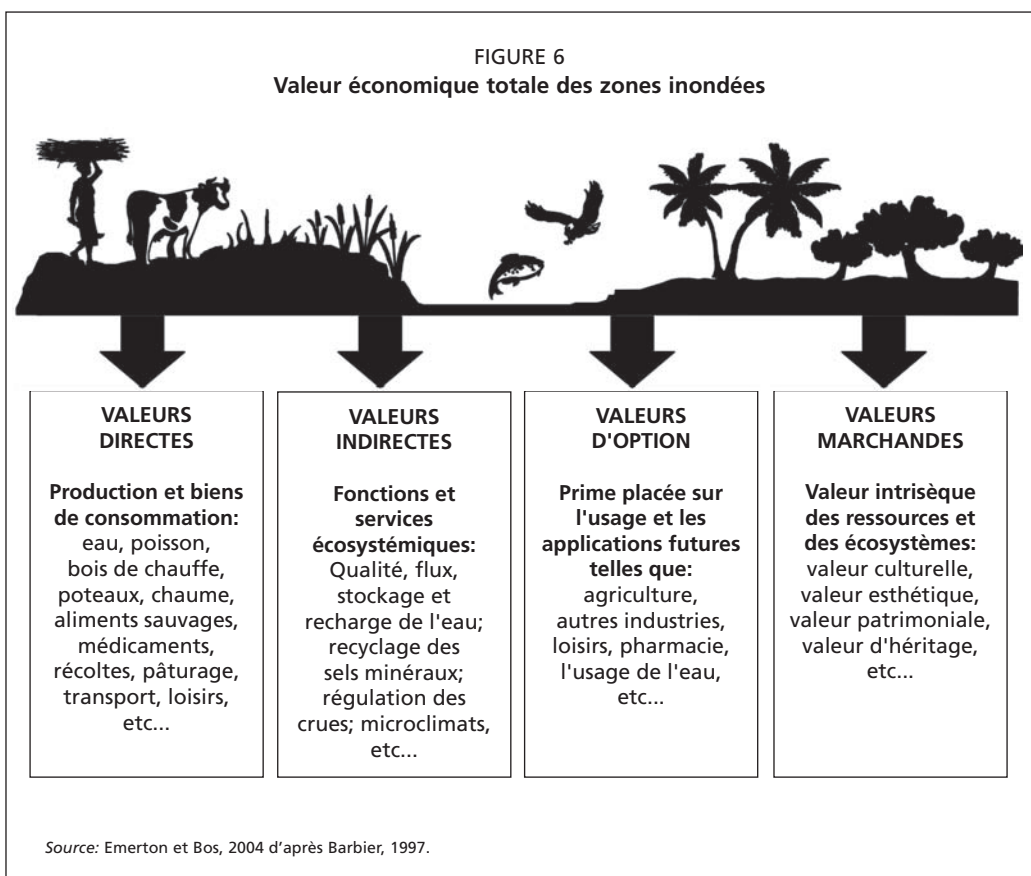 FIGURE 6
Valeur économique totale des zones inondées
VALEURS
DIRECTES
Production et biens
de consommation:
eau, poisson,
bois de chauffe,
poteaux, chaume,
aliments sauvages,
médicaments,
récoltes, pâturage,
transport, loisirs,
etc...
VALEURS
INDIRECTES
Fonctions et
services
écosystémiques:
Qualité, flux,
stockage et
recharge de l'eau;
recyclage des
sels minéraux;
régulation des
crues; microclimats,
etc...
VALEURS
D'OPTION
Prime placée sur
l'usage et les
applications futures
telles que:
agriculture,
autres industries,
loisirs, pharmacie,
l'usage de l'eau,
etc...
VALEURS
MARCHANDES
Valeur intrisèque
des ressources et
des écosystèmes:
valeur culturelle,
valeur esthétique,
valeur patrimoniale,
valeur d'héritage,
etc...
Source: Emerton et Bos, 2004 d’après Barbier, 1997.